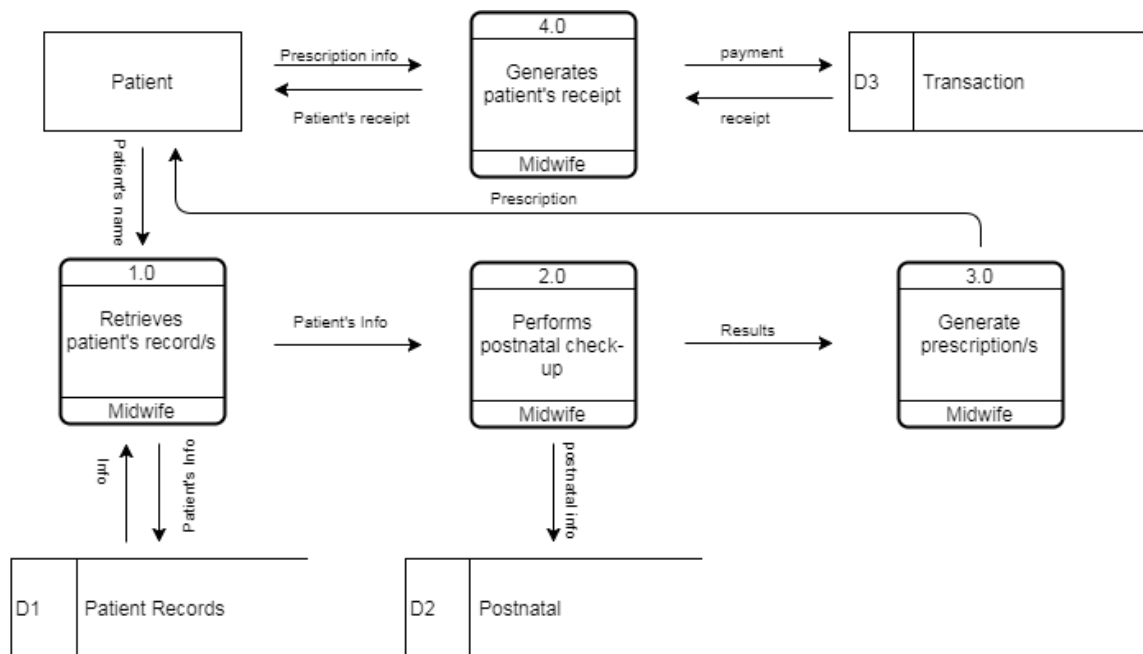 4.0
Prescription info
payment
Patient
Generates
patient's receipt
D3
Transaction
Patient's receipt
receipt
Midwife
Patient's name
Prescription
1.0
2.0
3.0
Retrieves
patient's record/s
Patient's Info
Performs
postnatal check-
up
Results
Generate
prescription/s
Midwife
Midwife
Midwife
Info
Patient's Info
postnatal info
D1
Patient Records
D2
Postnatal